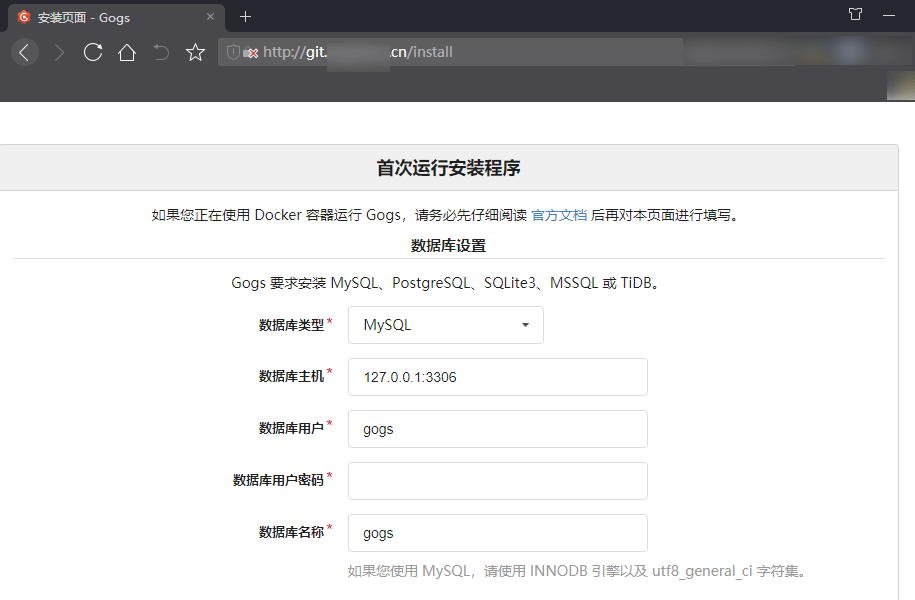 安装页面 - Gogs
http://git.
.cn/install
首次运行安装程序
如果您正在使用 Docker 容器运行 Gogs，请务必先仔细阅读 官方文档 后再对本页面进行填写。
数据库设置
Gogs 要求安装 MySQL、PostgreSQL、SQLite3、MSSQL 或 TiDB。
数据库类型* MySQL
数据库主机* 127.0.0.1:3306
数据库用户* gogs
数据库用户密码*
数据库名称* gogs
如果您使用 MySQL，请使用 INNODB 引擎以及 utf8_general_ci 字符集。